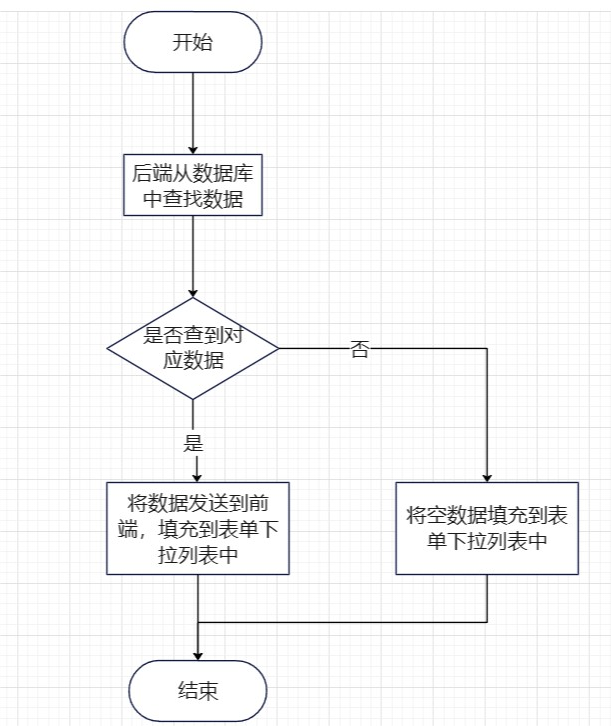 开始
后端从数据库
中查找数据
是否查到对
应数据
否
是
将数据发送到前
端，填充到表单下
拉列表中
将空数据填充到表
单下拉列表中
结束